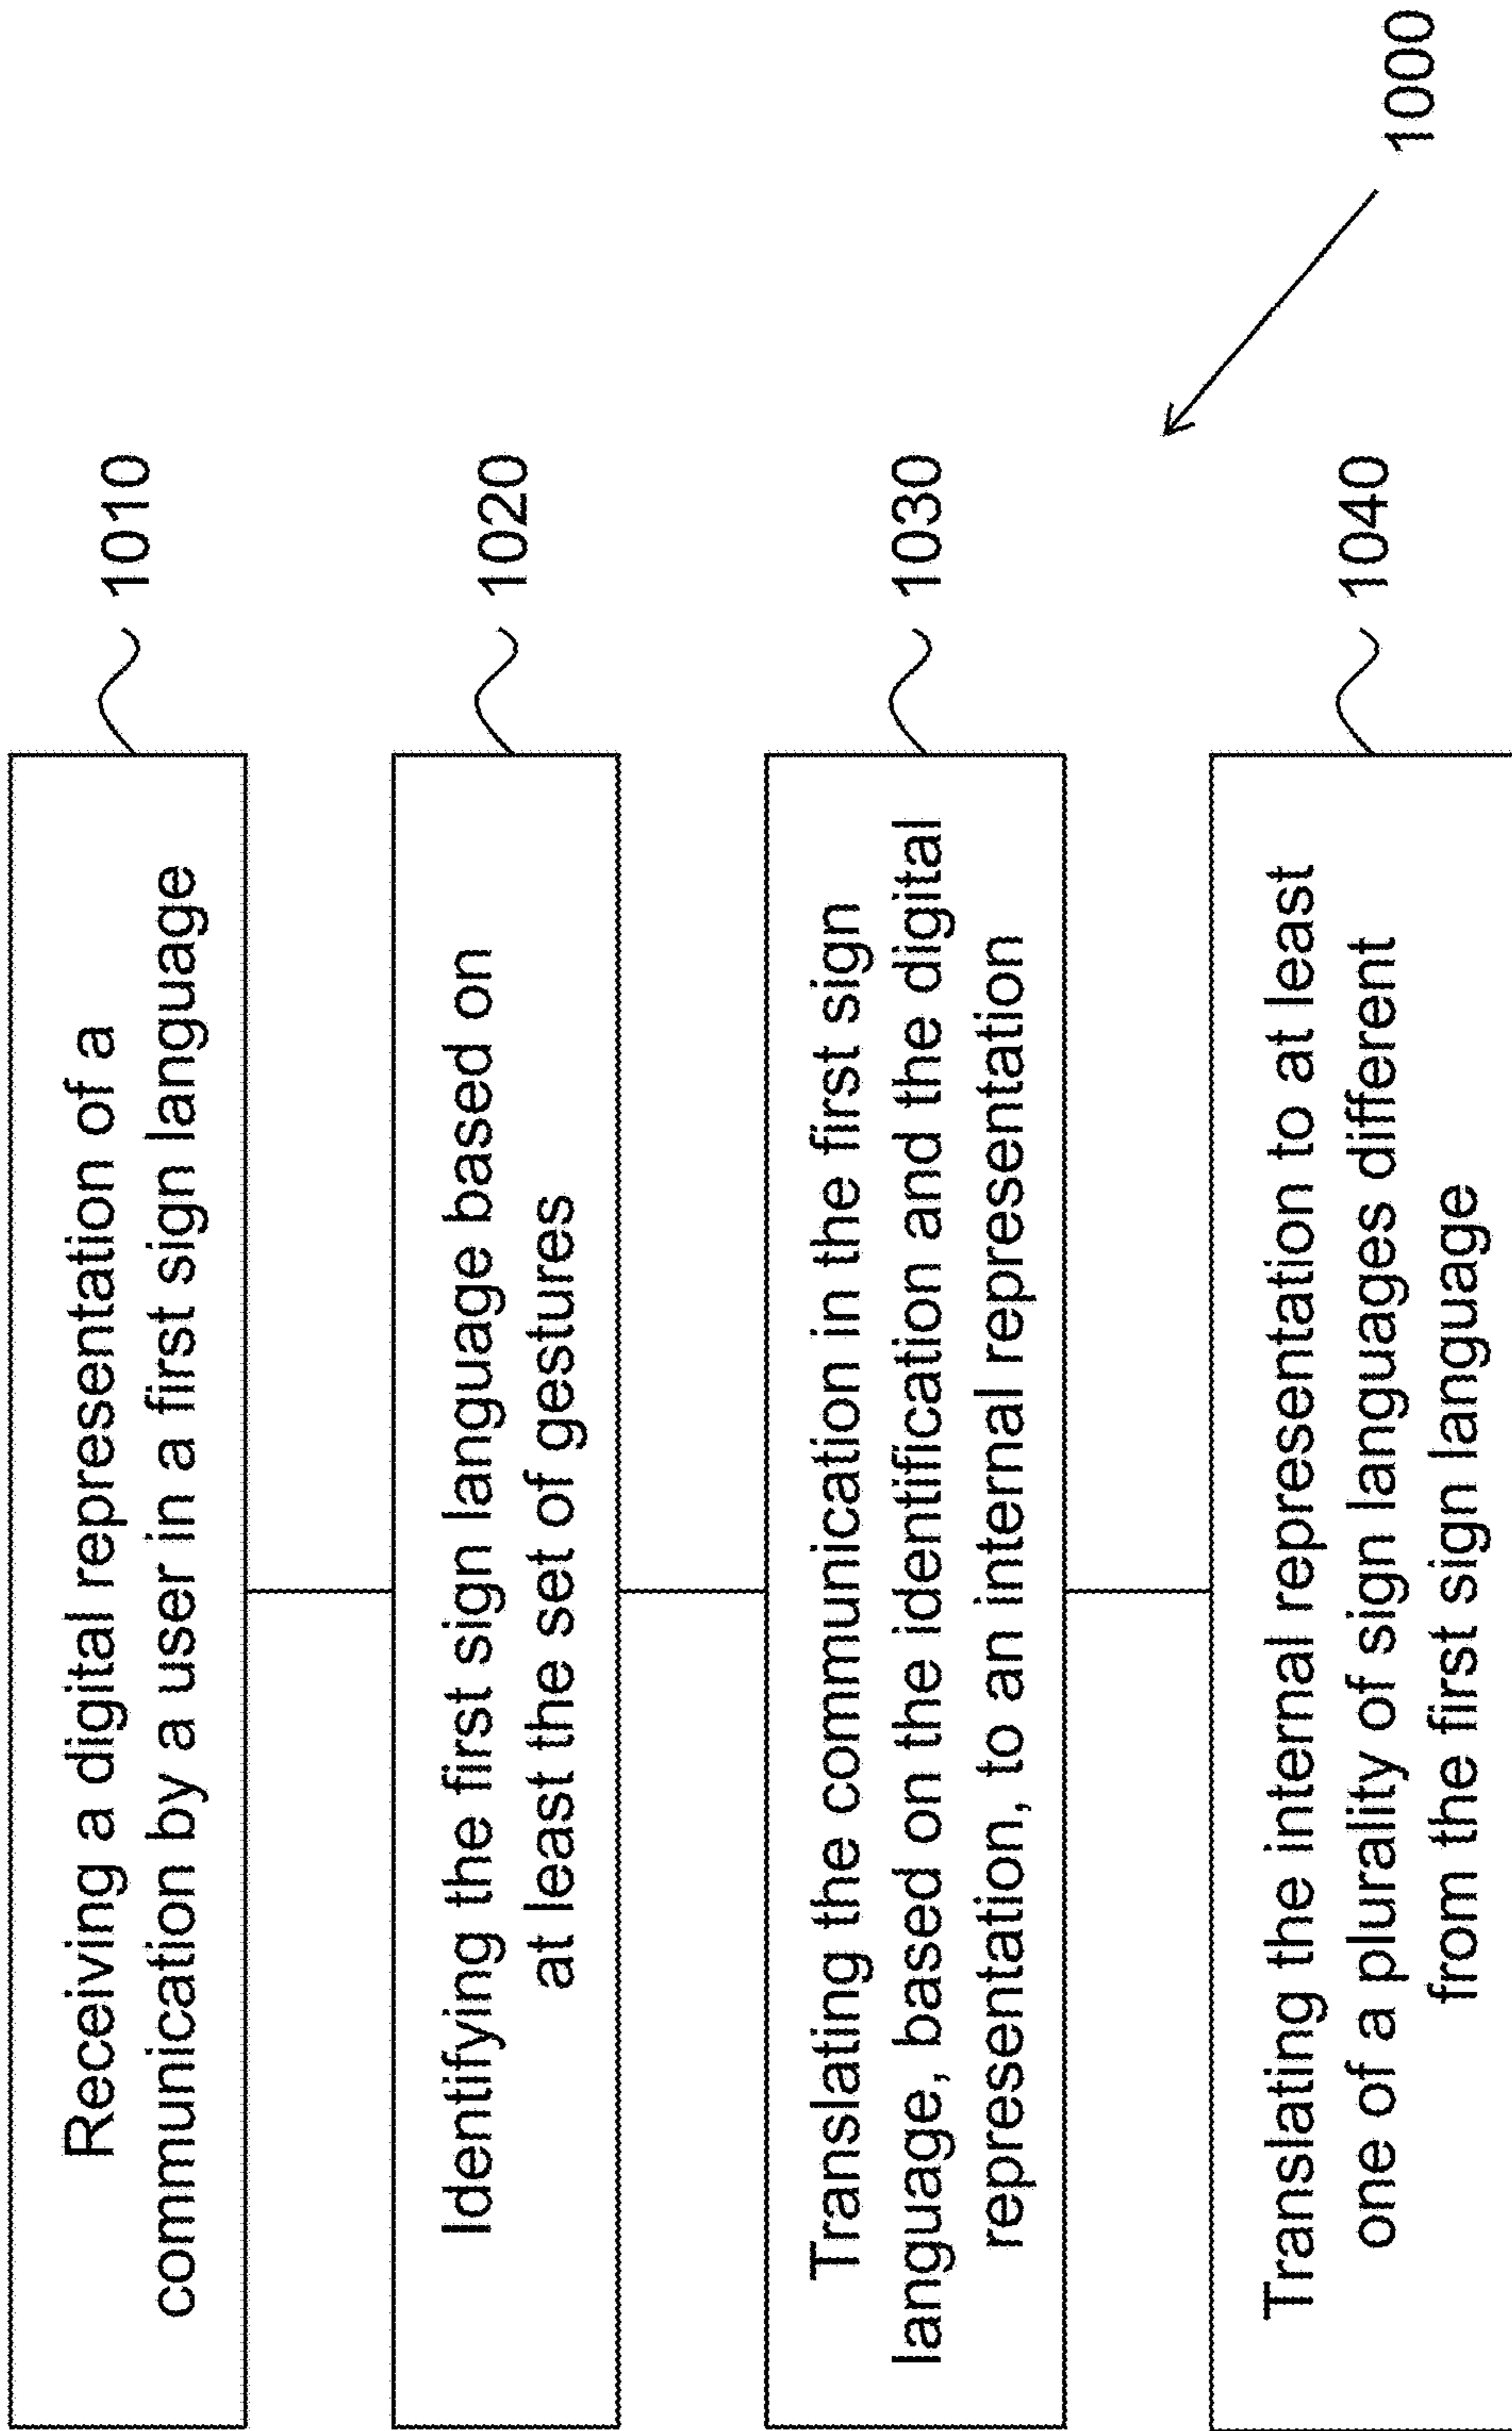 Receiving a digital representation of a
communication by a user in a first sign language
1010
Identifying the first sign language based on
at least the set of gestures
1020
Translating the communication in the first sign
language, based on the identification and the digital
representation, to an internal representation
1030
Translating the internal representation to at least
one of a plurality of sign languages different
from the first sign language
1040
1000